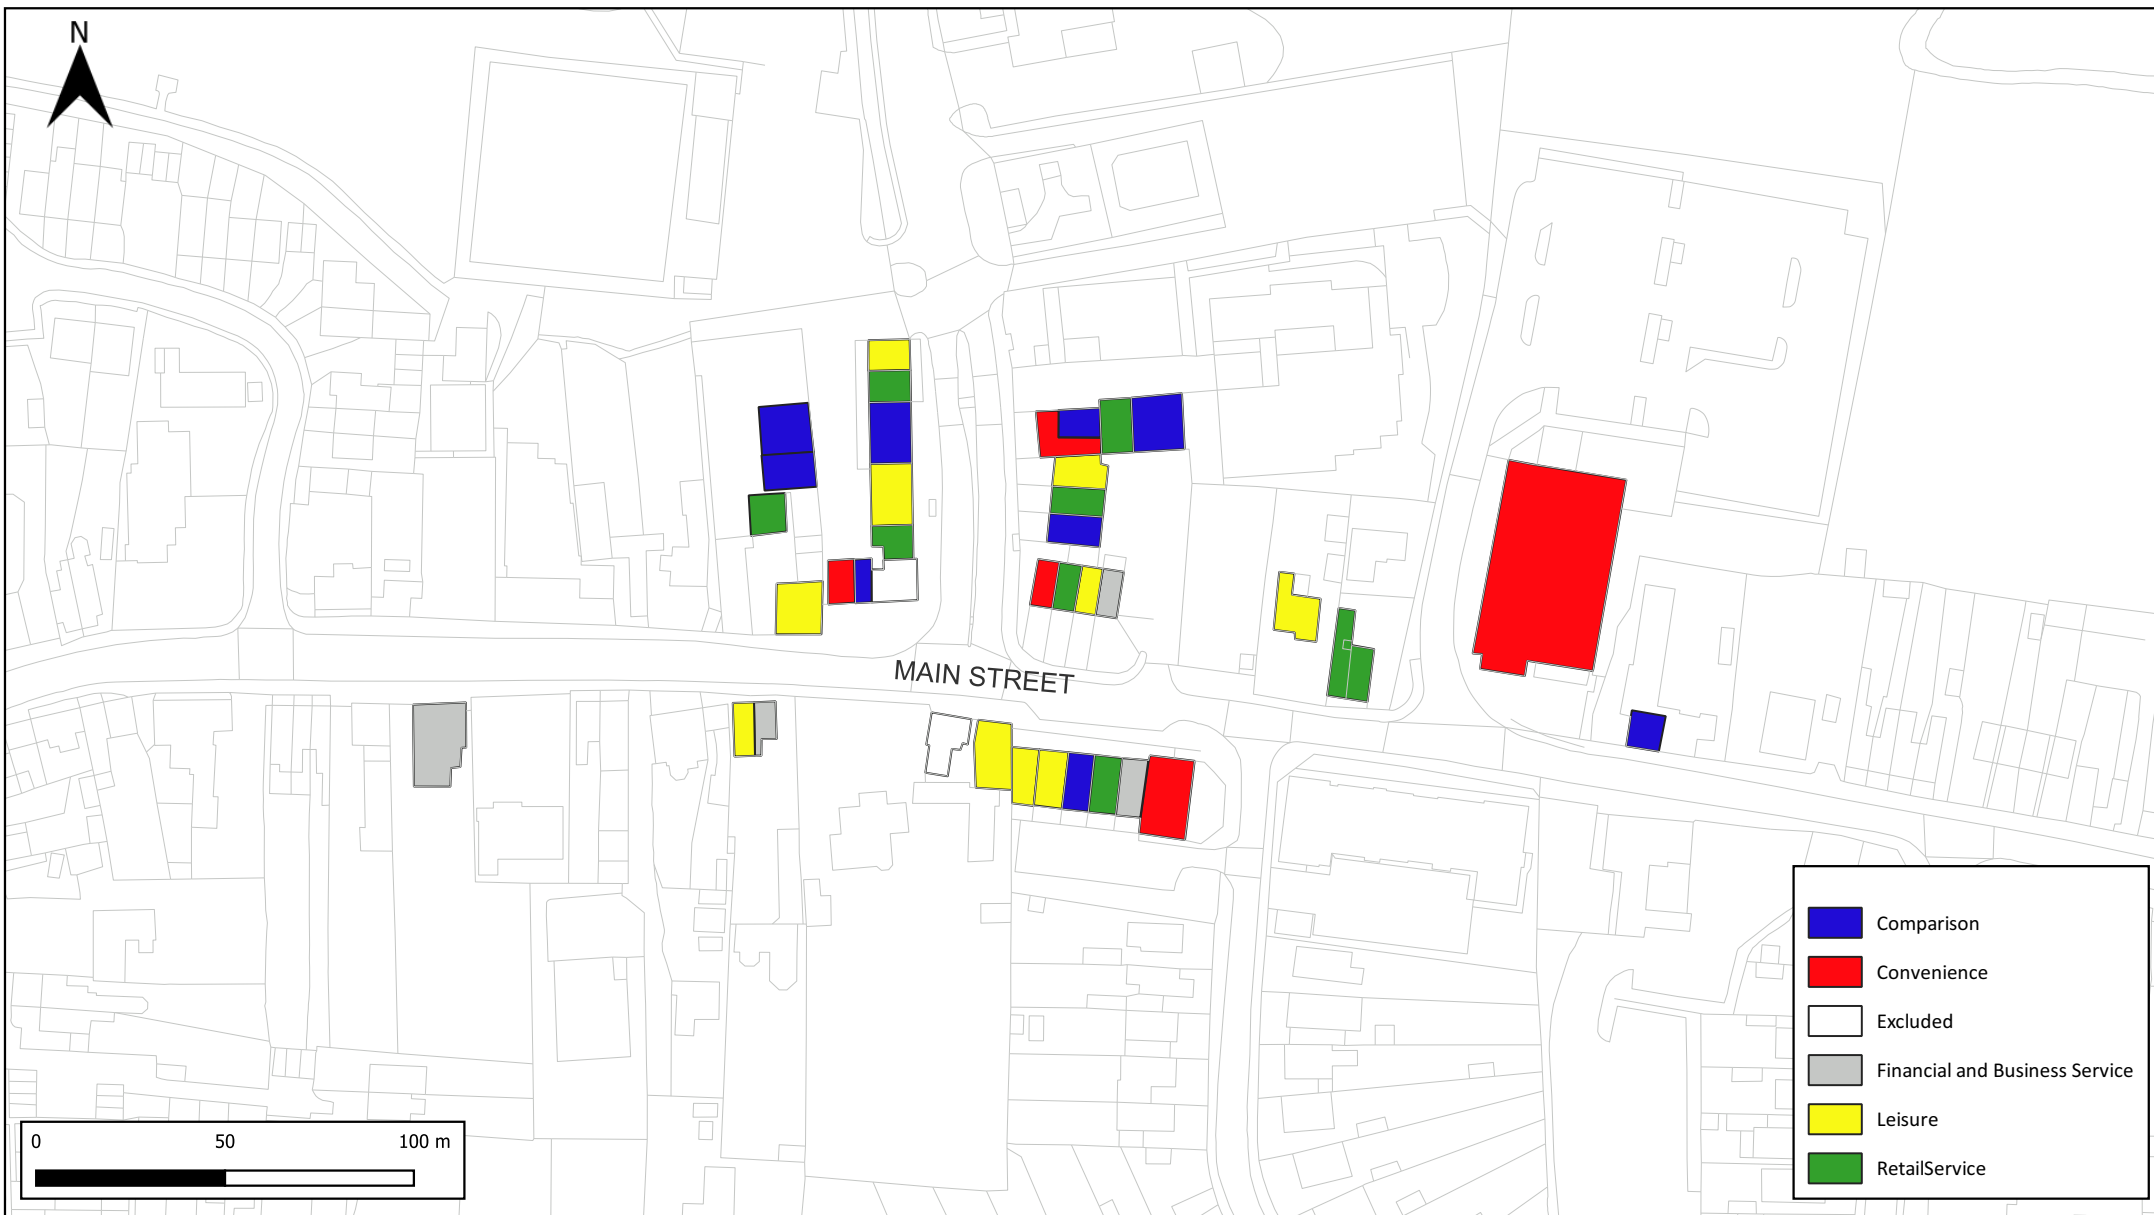 N
MAIN STREET
Comparison
Convenience
Excluded
Financial and Business Service
Leisure
RetailService
0 50 100 m